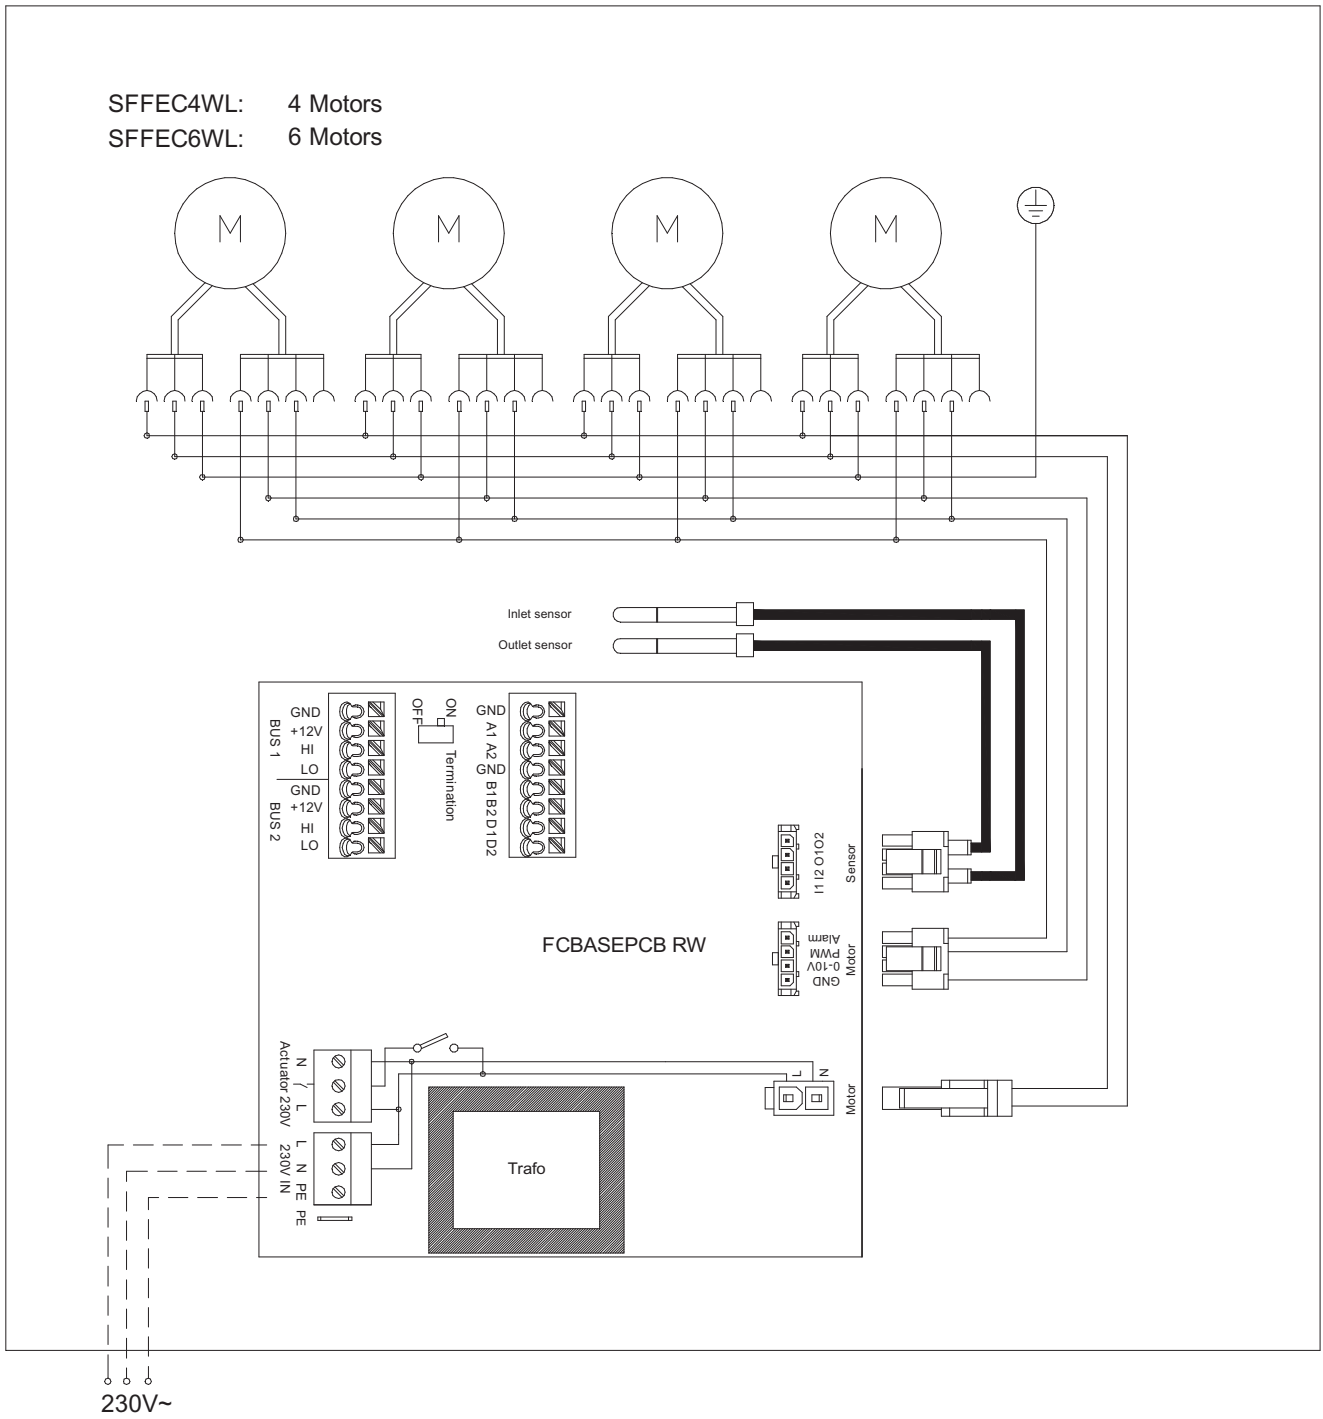 SFFEC4WL: 4 Motors
SFFEC6WL: 6 Motors
M M M M
Inlet sensor
Outlet sensor
BUS 1
GND
+12V
HI
LO
BUS 2
GND
+12V
HI
LO
OFF ON
Termination
GND
A1
A2
GND
B1
B2
D1
D2
I1 I2 O1 O2
Sensor
FCBASEPCB RW
Alarm
PWM
0-10V
GND
Motor
Actuator 230V
N
L
L N
Motor
230V IN
L
N
PE
PE
Trafo
230V~